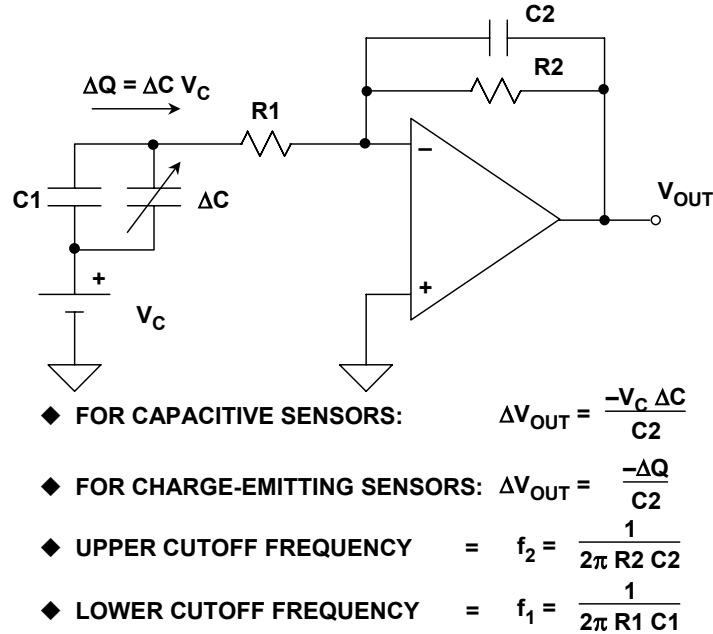 C2
R2
ΔQ = ΔC V_C
R1
C1
ΔC
–
+
V_OUT
+
V_C
◆ FOR CAPACITIVE SENSORS: ΔV_OUT = –V_C ΔC / C2
◆ FOR CHARGE-EMITTING SENSORS: ΔV_OUT = –ΔQ / C2
◆ UPPER CUTOFF FREQUENCY = f_2 = 1 / 2π R2 C2
◆ LOWER CUTOFF FREQUENCY = f_1 = 1 / 2π R1 C1